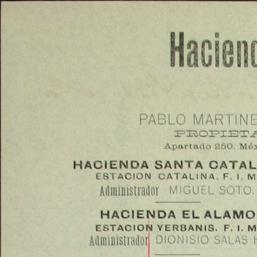 Haciend
PABLO MARTINE
PROPIETA
Apartado 250. Méx
HACIENDA SANTA CATAL
ESTACION CATALINA, F. I. M
Administrador MIGUEL SOTO.
HACIENDA EL ALAMO
ESTACION YERBANIS. F. I. M
Administrador DIONISIO SALAS H